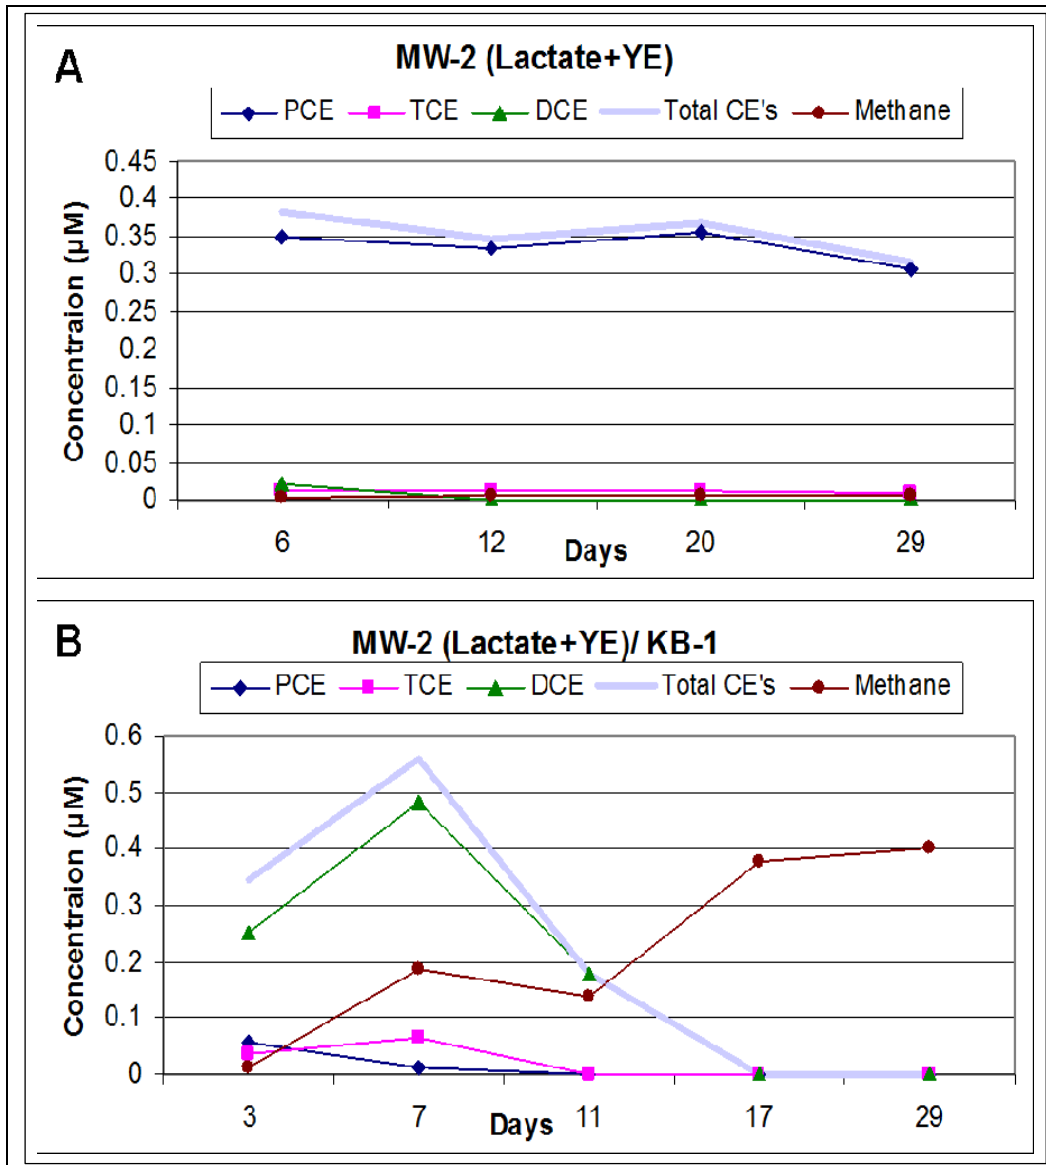 A
MW-2 (Lactate+YE)
PCE TCE DCE Total CE's Methane
Concentraion (µM)
0.45
0.4
0.35
0.3
0.25
0.2
0.15
0.1
0.05
0
6 12 20 29
Days
B
MW-2 (Lactate+YE)/ KB-1
PCE TCE DCE Total CE's Methane
Concentraion (µM)
0.6
0.5
0.4
0.3
0.2
0.1
0
3 7 11 17 29
Days